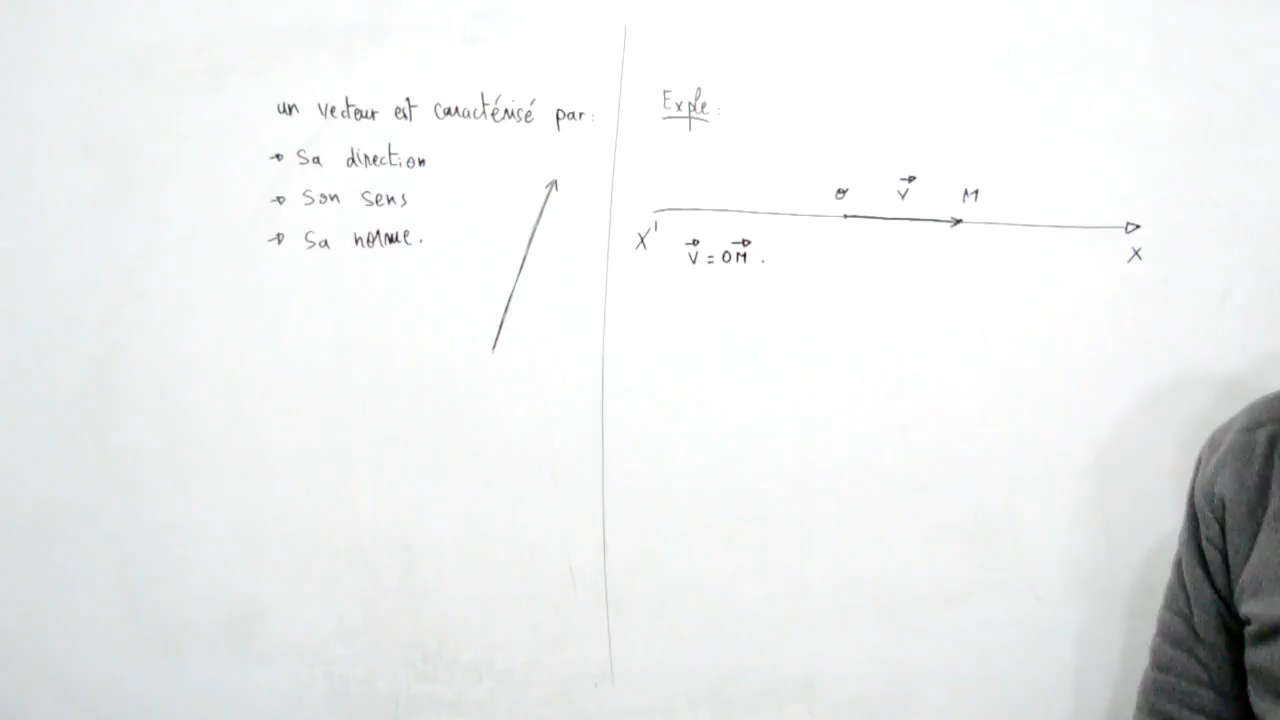 un vecteur est caractérisé par:
→ Sa direction
→ Son sens
→ Sa norme.
Exple:
O V⃗ M
X' X
V⃗ = OM⃗.